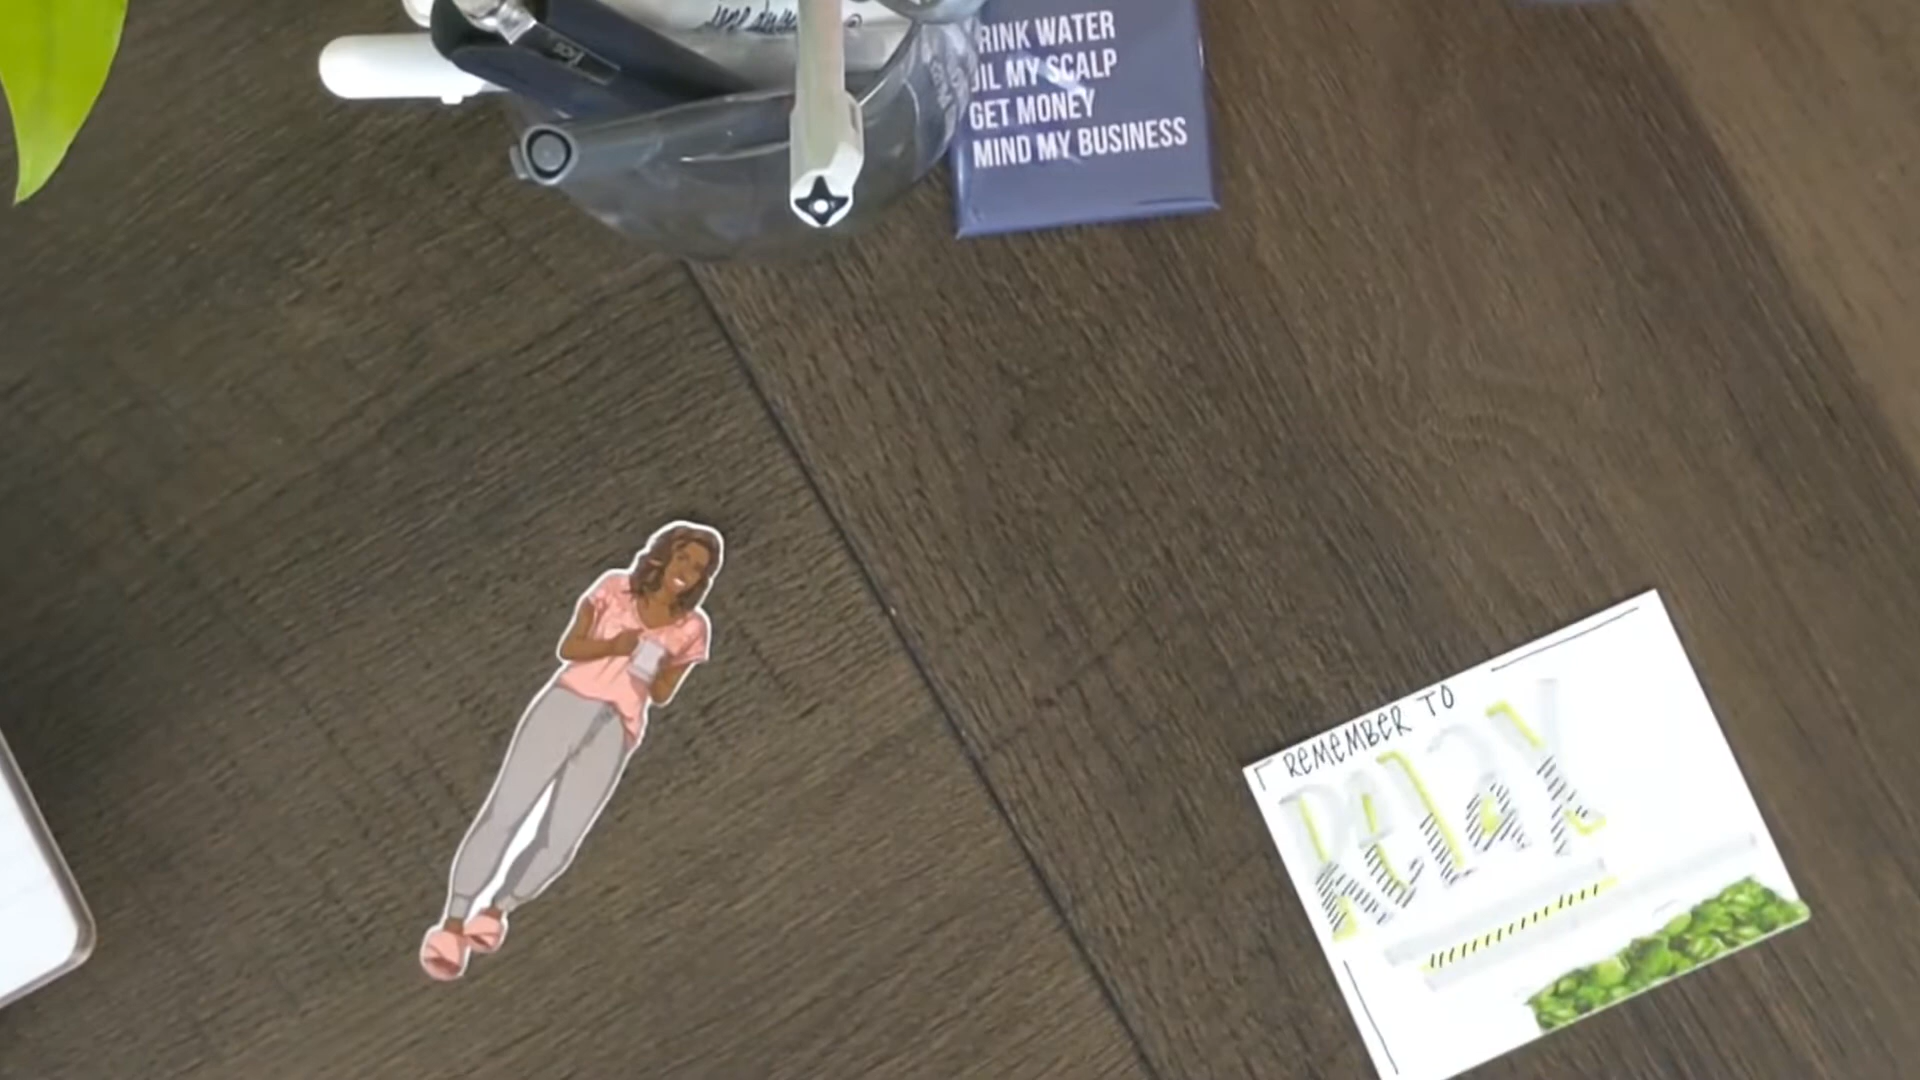 RINK WATER
OIL MY SCALP
GET MONEY
MIND MY BUSINESS
REMEMBER TO
RELAX